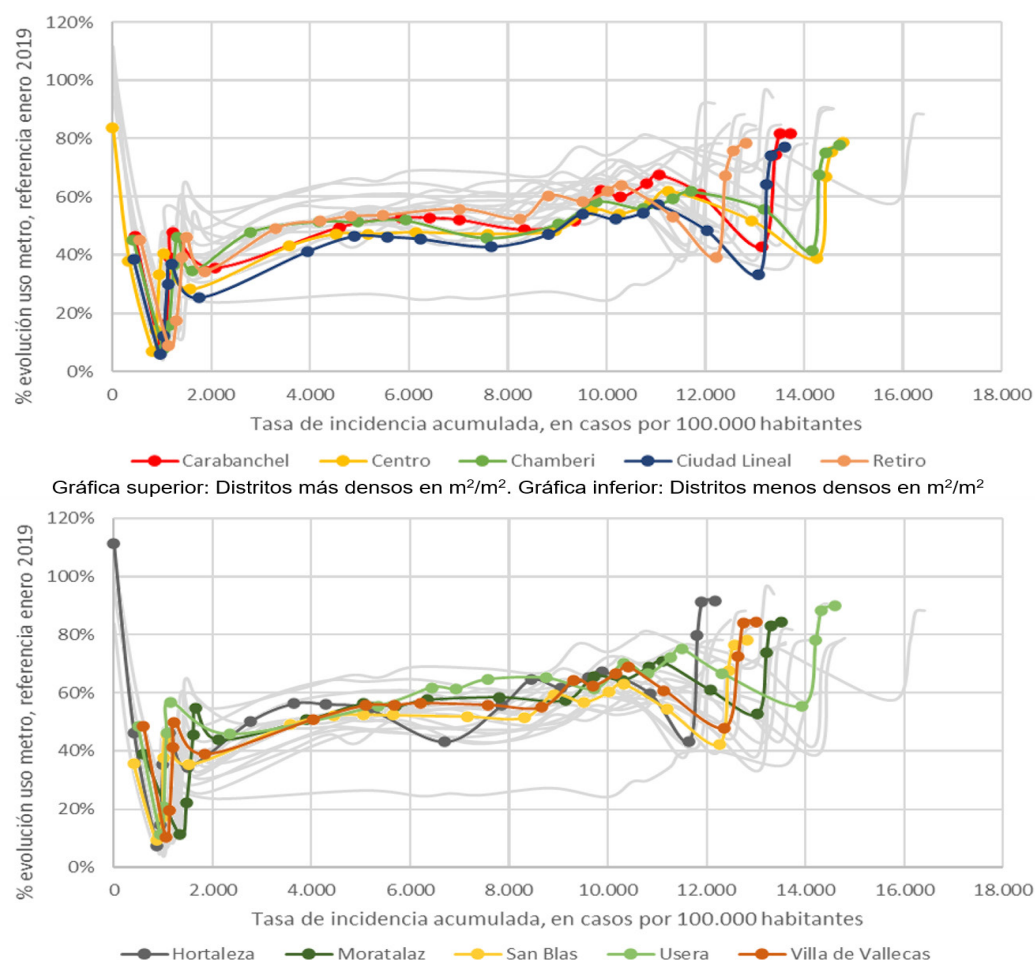 % evolución uso metro, referencia enero 2019
120%
100%
80%
60%
40%
20%
0%
0 2.000 4.000 6.000 8.000 10.000 12.000 14.000 16.000 18.000
Tasa de incidencia acumulada, en casos por 100.000 habitantes
Carabanchel Centro Chamberi Ciudad Lineal Retiro
Gráfica superior: Distritos más densos en m²/m². Gráfica inferior: Distritos menos densos en m²/m²
% evolución uso metro, referencia enero 2019
120%
100%
80%
60%
40%
20%
0%
0 2.000 4.000 6.000 8.000 10.000 12.000 14.000 16.000 18.000
Tasa de incidencia acumulada, en casos por 100.000 habitantes
Hortaleza Moratalaz San Blas Usera Villa de Vallecas